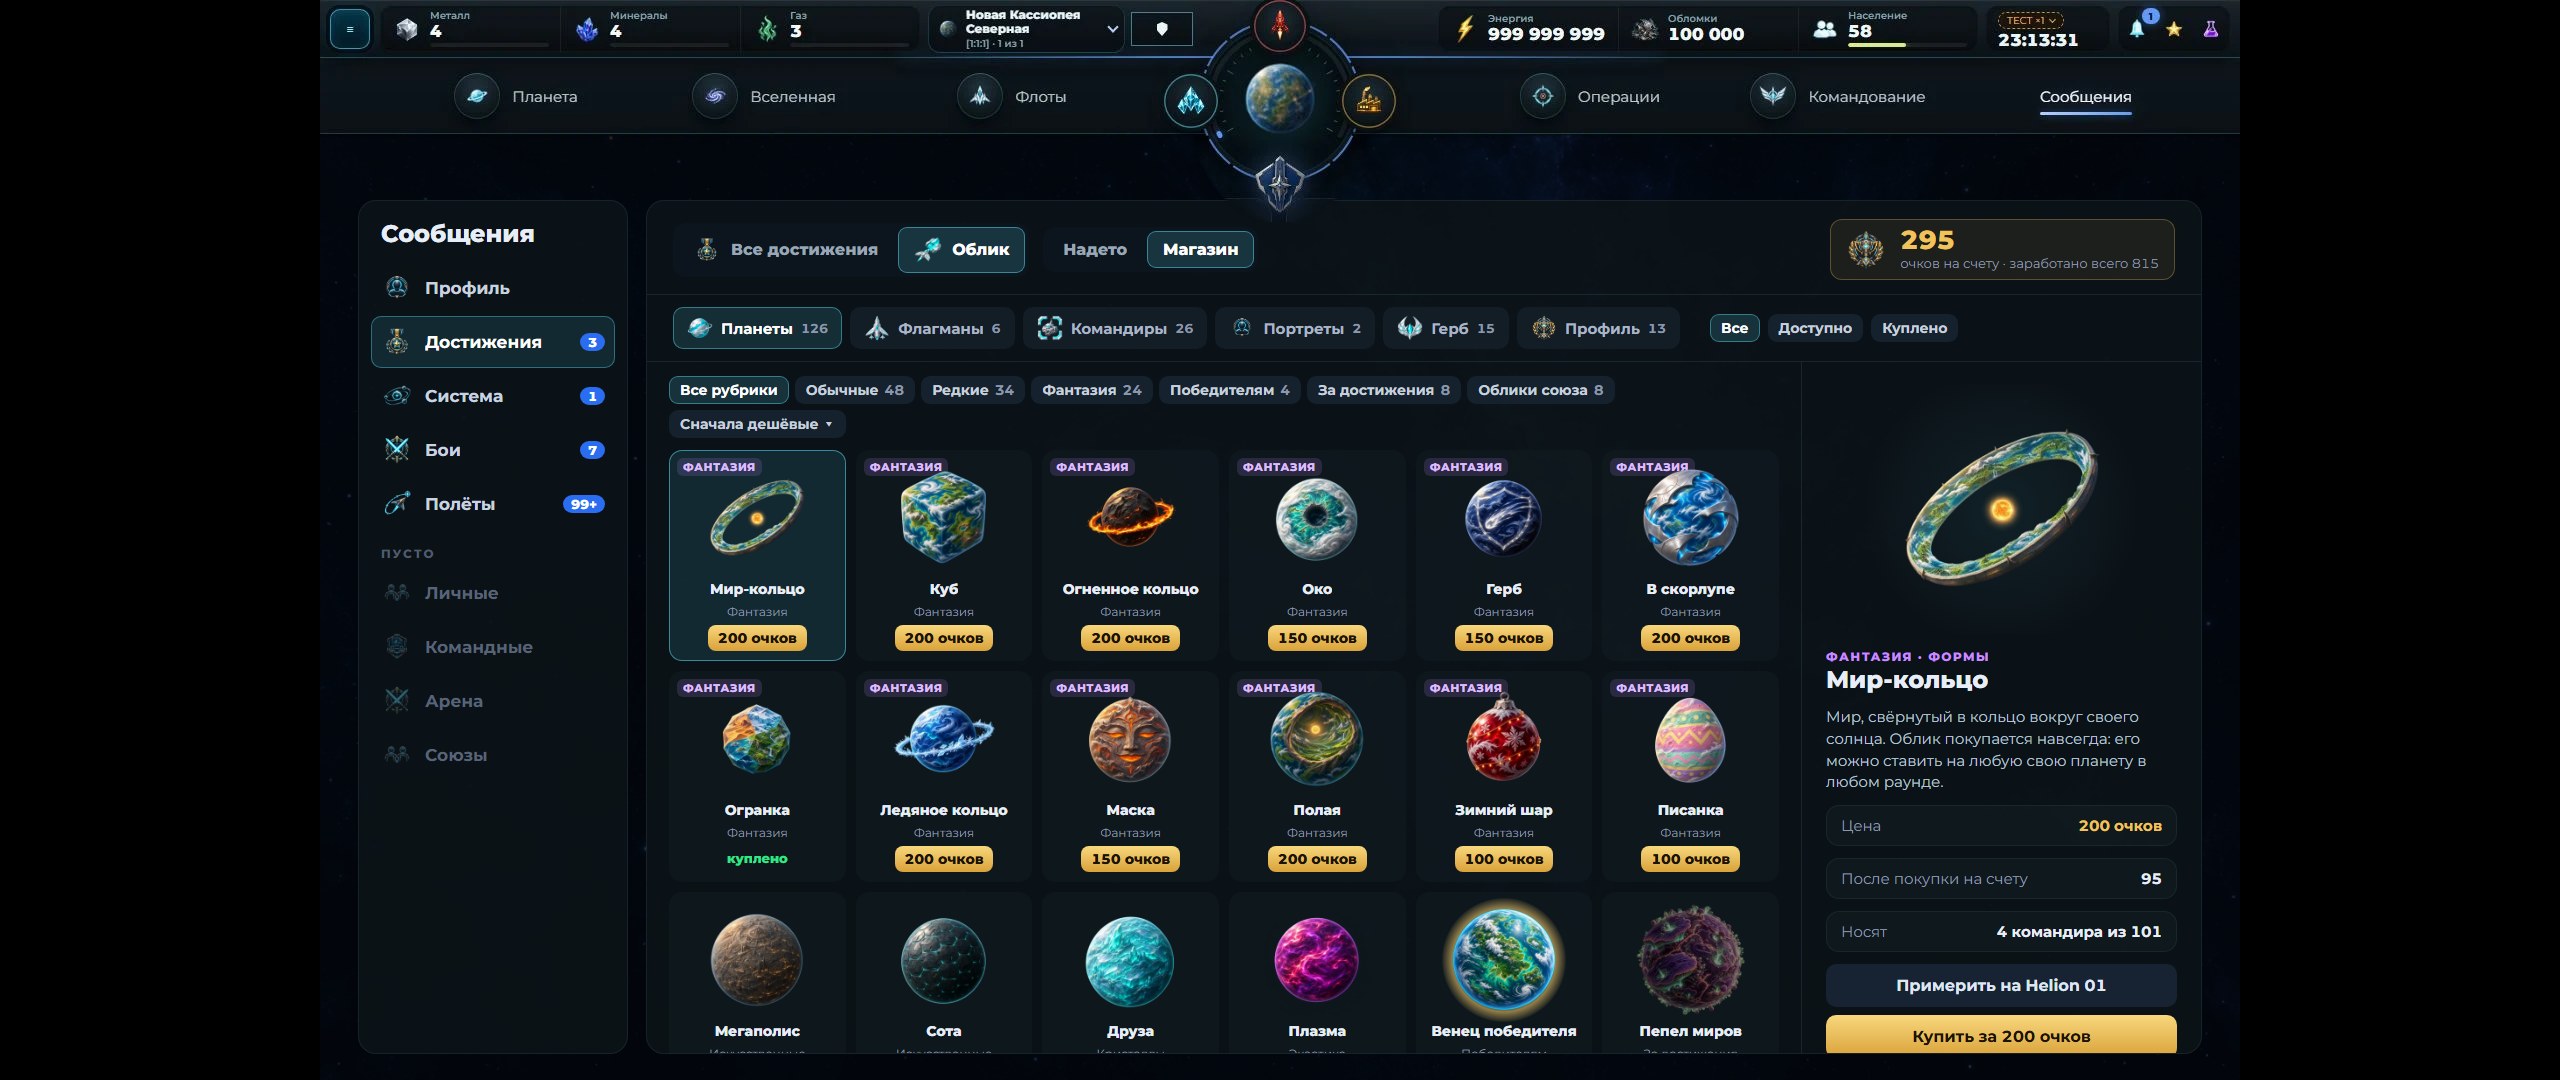 Металл
4
Минералы
4
Газ
3
Новая Кассиопея
Северная
[1:1:1] · 1 из 1
Энергия
999 999 999
Обломки
100 000
Население
58
ТЕСТ ×1
23:13:31
1
Планета
Вселенная
Флоты
Операции
Командование
Сообщения
Сообщения
Профиль
Достижения 3
Система 1
Бои 7
Полёты 99+
ПУСТО
Личные
Командные
Арена
Союзы
Все достижения
Облик
Надето
Магазин
295
очков на счету · заработано всего 815
Планеты 126
Флагманы 6
Командиры 26
Портреты 2
Герб 15
Профиль 13
Все
Доступно
Куплено
Все рубрики
Обычные 48
Редкие 34
Фантазия 24
Победителям 4
За достижения 8
Облики союза 8
Сначала дешёвые
ФАНТАЗИЯ
Мир-кольцо
Фантазия
200 очков
ФАНТАЗИЯ
Куб
Фантазия
200 очков
ФАНТАЗИЯ
Огненное кольцо
Фантазия
200 очков
ФАНТАЗИЯ
Око
Фантазия
150 очков
ФАНТАЗИЯ
Герб
Фантазия
150 очков
ФАНТАЗИЯ
В скорлупе
Фантазия
200 очков
ФАНТАЗИЯ
Огранка
Фантазия
куплено
ФАНТАЗИЯ
Ледяное кольцо
Фантазия
200 очков
ФАНТАЗИЯ
Маска
Фантазия
150 очков
ФАНТАЗИЯ
Полая
Фантазия
200 очков
ФАНТАЗИЯ
Зимний шар
Фантазия
100 очков
ФАНТАЗИЯ
Писанка
Фантазия
100 очков
Мегаполис
Сота
Друза
Плазма
Венец победителя
Пепел миров
ФАНТАЗИЯ · ФОРМЫ
Мир-кольцо
Мир, свёрнутый в кольцо вокруг своего
солнца. Облик покупается навсегда: его
можно ставить на любую свою планету в
любом раунде.
Цена 200 очков
После покупки на счету 95
Носят 4 командира из 101
Примерить на Helion 01
Купить за 200 очков